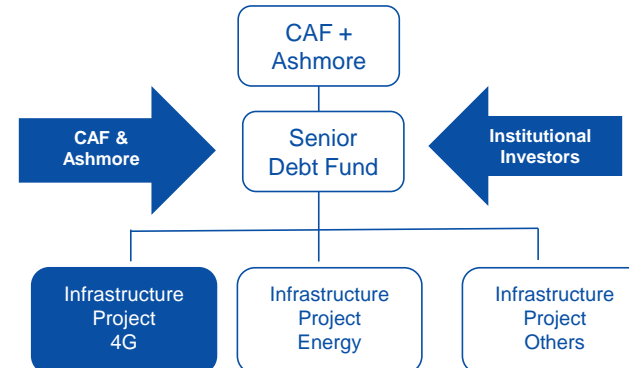 CAF +
Ashmore
CAF &
Ashmore
Senior
Debt Fund
Institutional
Investors
Infrastructure
Project
4G
Infrastructure
Project
Energy
Infrastructure
Project
Others